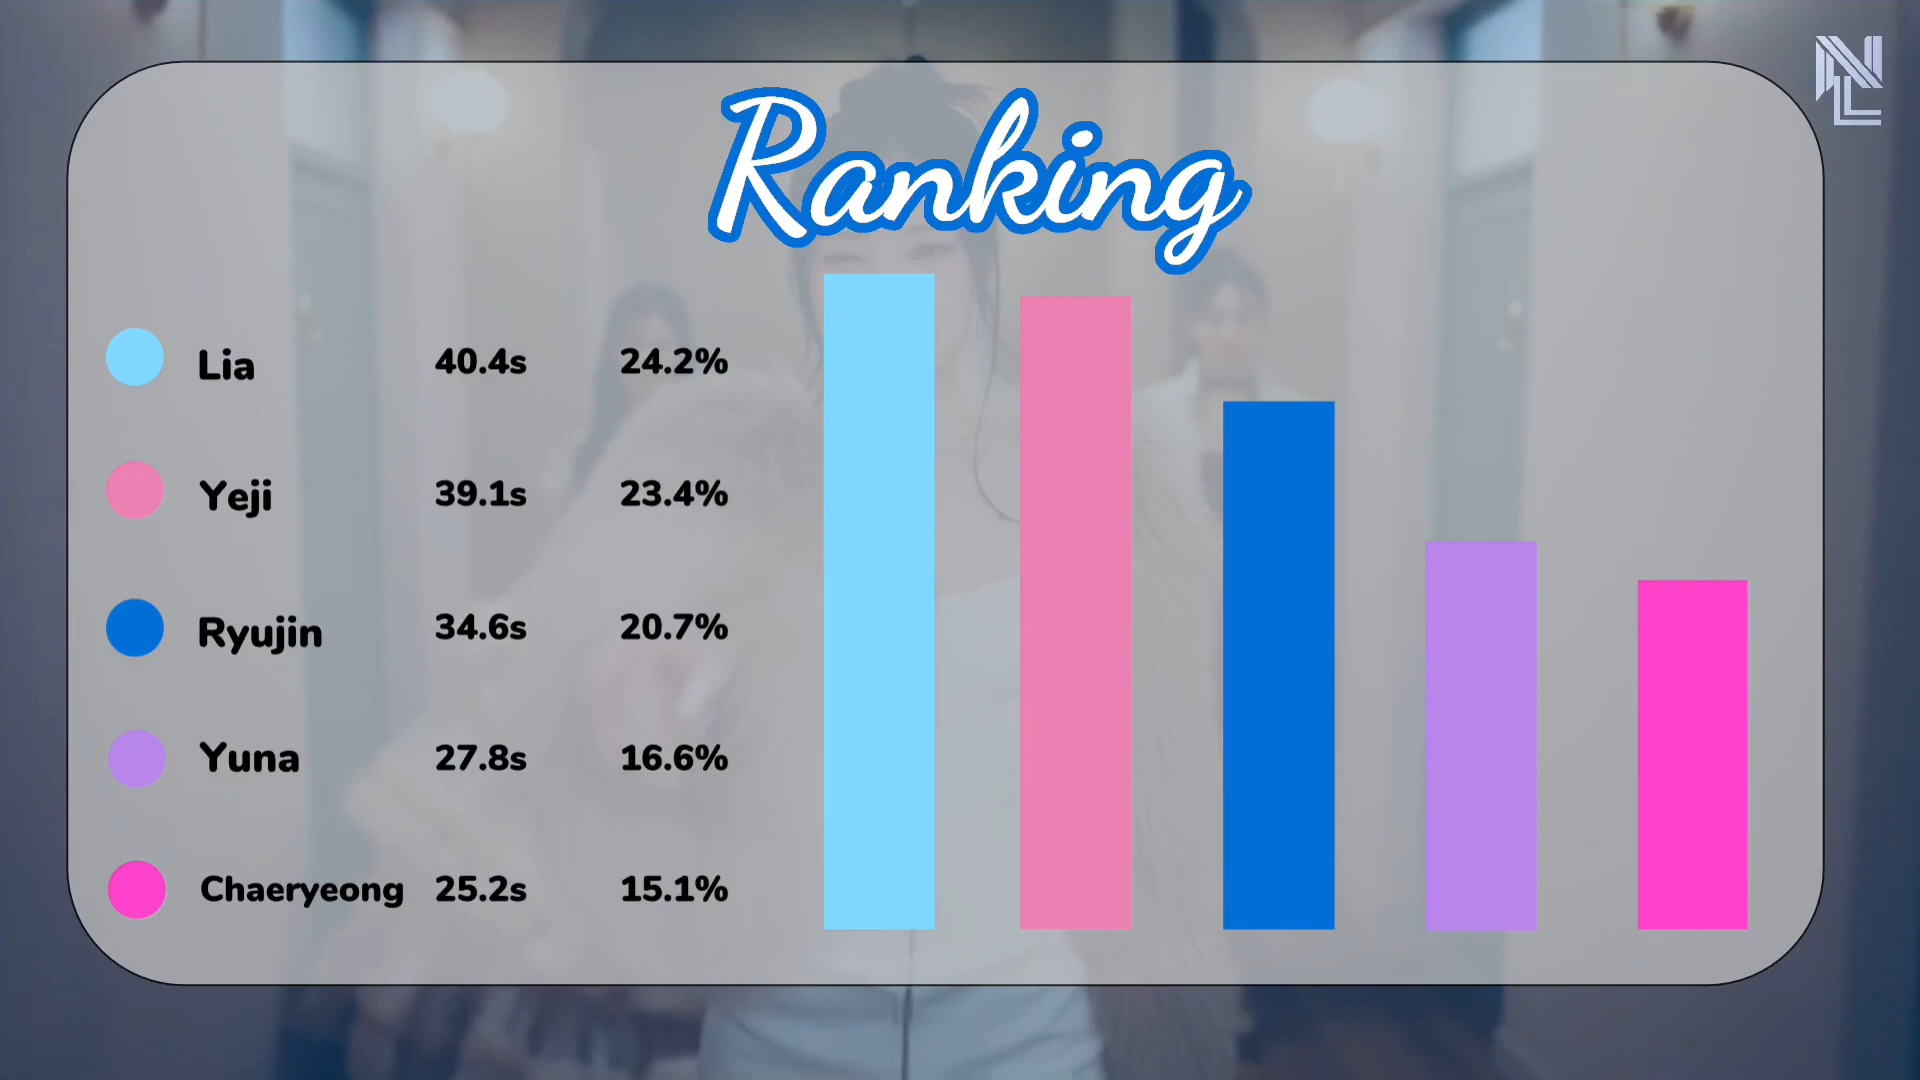 Ranking
Lia 40.4s 24.2%
Yeji 39.1s 23.4%
Ryujin 34.6s 20.7%
Yuna 27.8s 16.6%
Chaeryeong 25.2s 15.1%
NL